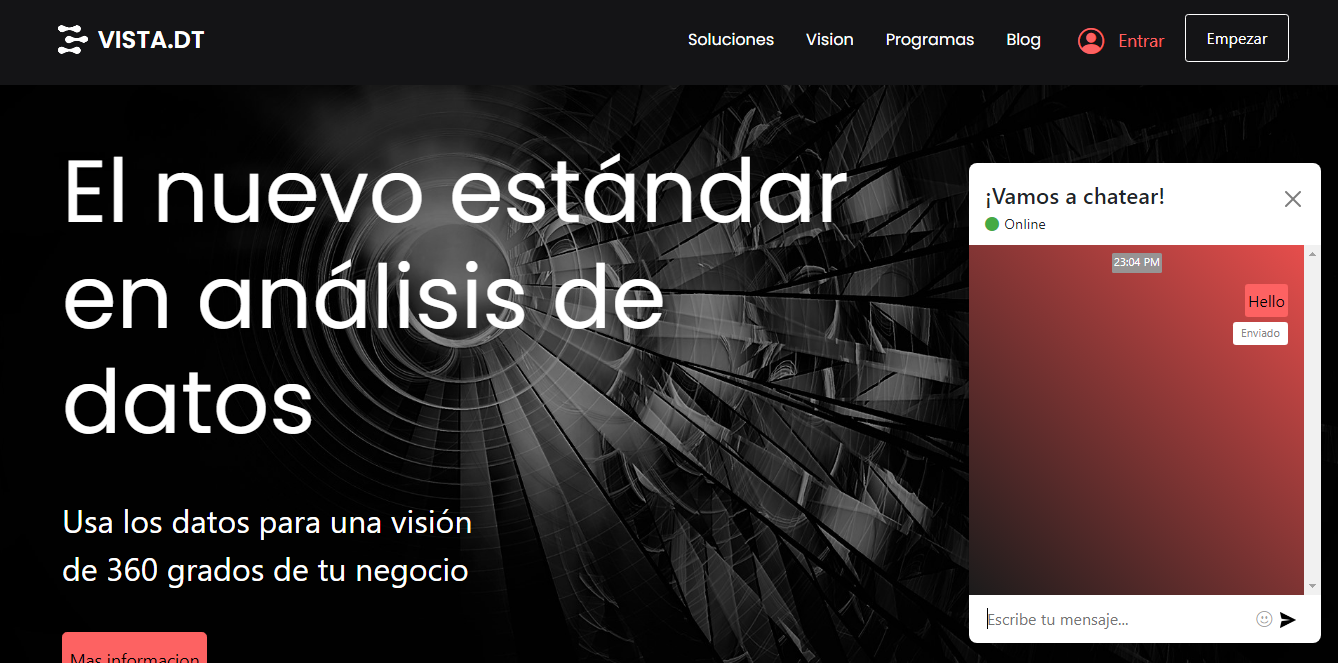 VISTA.DT
Soluciones Vision Programas Blog Entrar Empezar
El nuevo estándar
en análisis de
datos
Usa los datos para una visión
de 360 grados de tu negocio
Mas informacion
¡Vamos a chatear!
Online
23:04 PM
Hello
Enviado
Escribe tu mensaje...